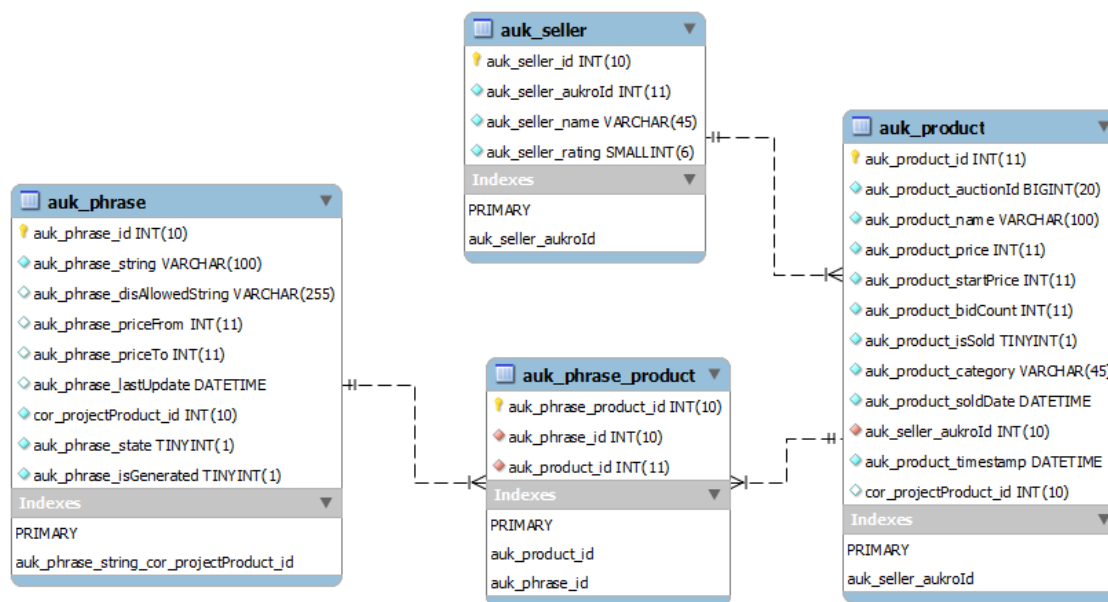 auk_seller
auk_seller_id INT(10)
auk_seller_aukroId INT(11)
auk_seller_name VARCHAR(45)
auk_seller_rating SMALLINT(6)
Indexes
PRIMARY
auk_seller_aukroId
auk_phrase
auk_phrase_id INT(10)
auk_phrase_string VARCHAR(100)
auk_phrase_disAllowedString VARCHAR(255)
auk_phrase_priceFrom INT(11)
auk_phrase_priceTo INT(11)
auk_phrase_lastUpdate DATETIME
cor_projectProduct_id INT(10)
auk_phrase_state TINYINT(1)
auk_phrase_isGenerated TINYINT(1)
Indexes
PRIMARY
auk_phrase_string_cor_projectProduct_id
auk_phrase_product
auk_phrase_product_id INT(10)
auk_phrase_id INT(10)
auk_product_id INT(11)
Indexes
PRIMARY
auk_product_id
auk_phrase_id
auk_product
auk_product_id INT(11)
auk_product_auctionId BIGINT(20)
auk_product_name VARCHAR(100)
auk_product_price INT(11)
auk_product_startPrice INT(11)
auk_product_bidCount INT(11)
auk_product_isSold TINYINT(1)
auk_product_category VARCHAR(45)
auk_product_soldDate DATETIME
auk_seller_aukroId INT(10)
auk_product_timestamp DATETIME
cor_projectProduct_id INT(10)
Indexes
PRIMARY
auk_seller_aukroId